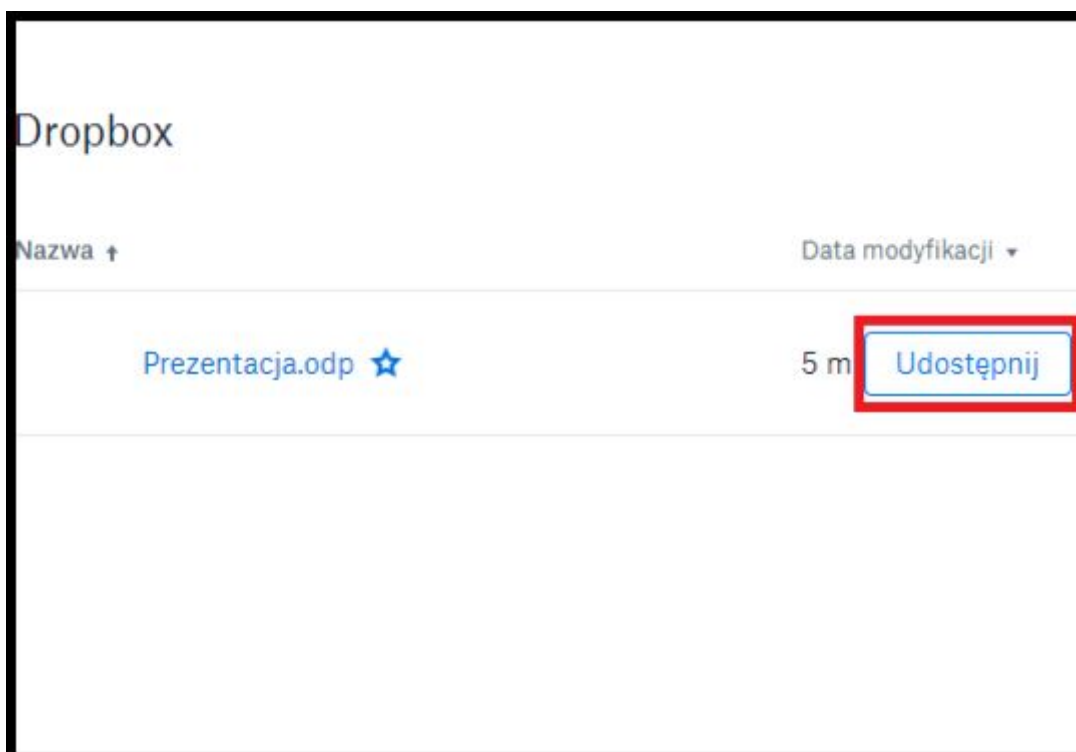 Dropbox
Nazwa ↑ Data modyfikacji ▾
Prezentacja.odp ☆ 5 m Udostępnij